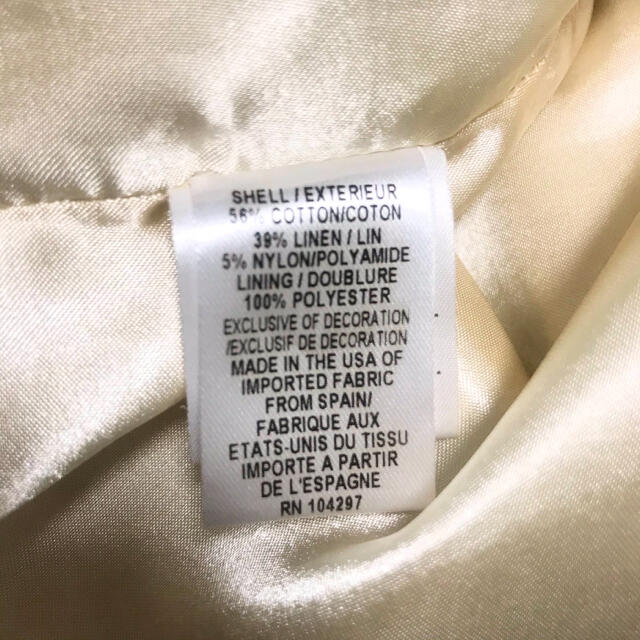 SHELL / EXTERIEUR
56% COTTON/COTON
39% LINEN / LIN
5% NYLON/POLYAMIDE
LINING / DOUBLURE
100% POLYESTER
EXCLUSIVE OF DECORATION
/EXCLUSIF DE DECORATION
MADE IN THE USA OF
IMPORTED FABRIC
FROM SPAIN/
FABRIQUE AUX
ETATS-UNIS DU TISSU
IMPORTE A PARTIR
DE L'ESPAGNE
RN 104297